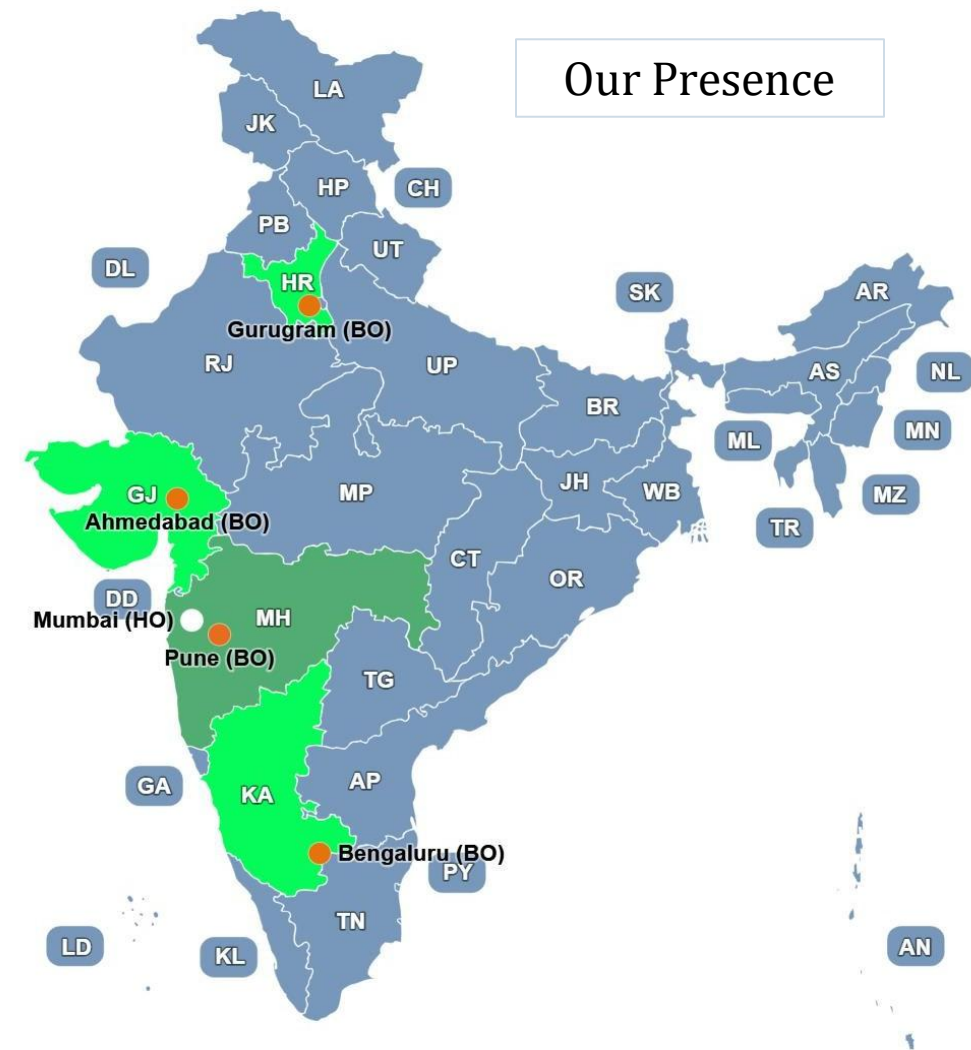 Our Presence
LA
JK
HP
CH
PB
UT
DL
HR
SK
AR
Gurugram (BO)
RJ
UP
AS
NL
BR
ML
MN
GJ
MP
JH
WB
MZ
Ahmedabad (BO)
TR
CT
OR
DD
Mumbai (HO)
MH
Pune (BO)
TG
GA
KA
AP
Bengaluru (BO)
PY
TN
LD
KL
AN